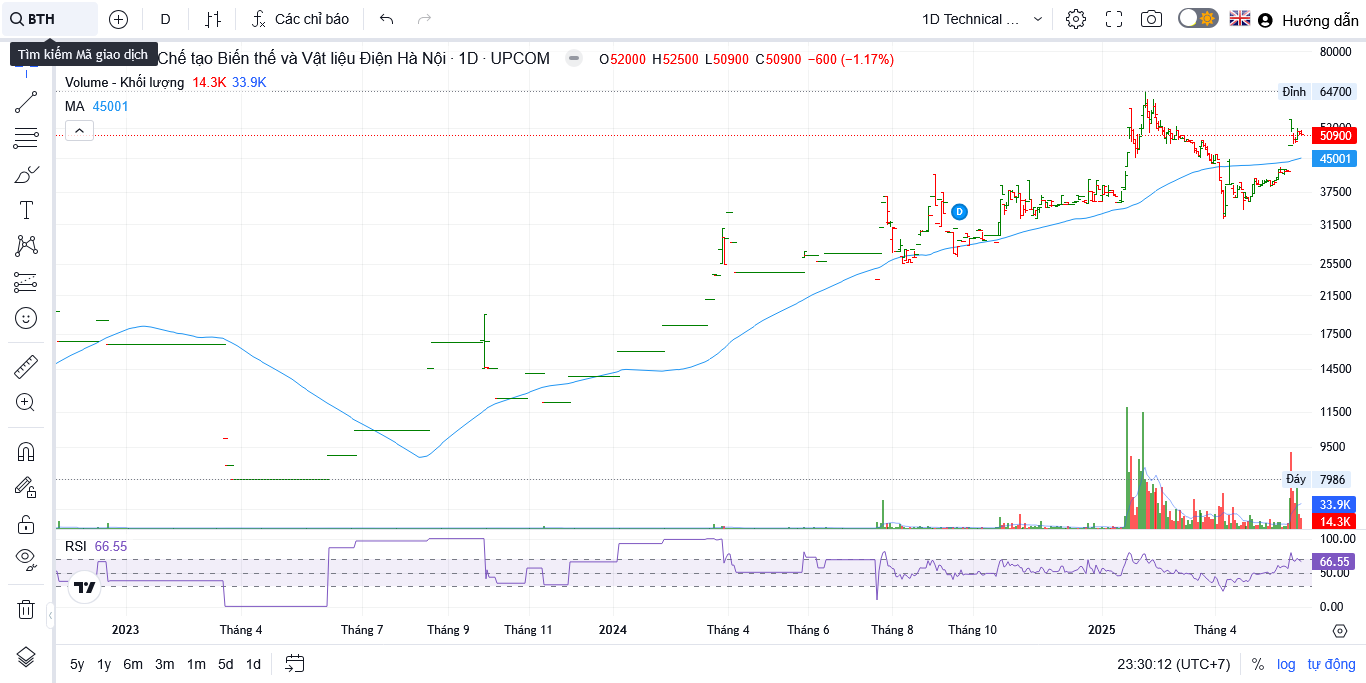 BTH D Các chỉ báo 1D Technical ... Hướng dẫn
Tìm kiếm Mã giao dịch Chế tạo Biến thế và Vật liệu Điện Hà Nội · 1D · UPCOM O52000 H52500 L50900 C50900 −600 (−1.17%)
Volume - Khối lượng 14.3K 33.9K
MA 45001
80000
Đỉnh 64700
50900
45001
37500
31500
D
25500
21500
17500
14500
11500
9500
Đáy 7986
33.9K
14.3K
RSI 66.55
100.00
66.55
50.00
0.00
2023 Tháng 4 Tháng 7 Tháng 9 Tháng 11 2024 Tháng 4 Tháng 6 Tháng 8 Tháng 10 2025 Tháng 4
5y 1y 6m 3m 1m 5d 1d 23:30:12 (UTC+7) % log tự động